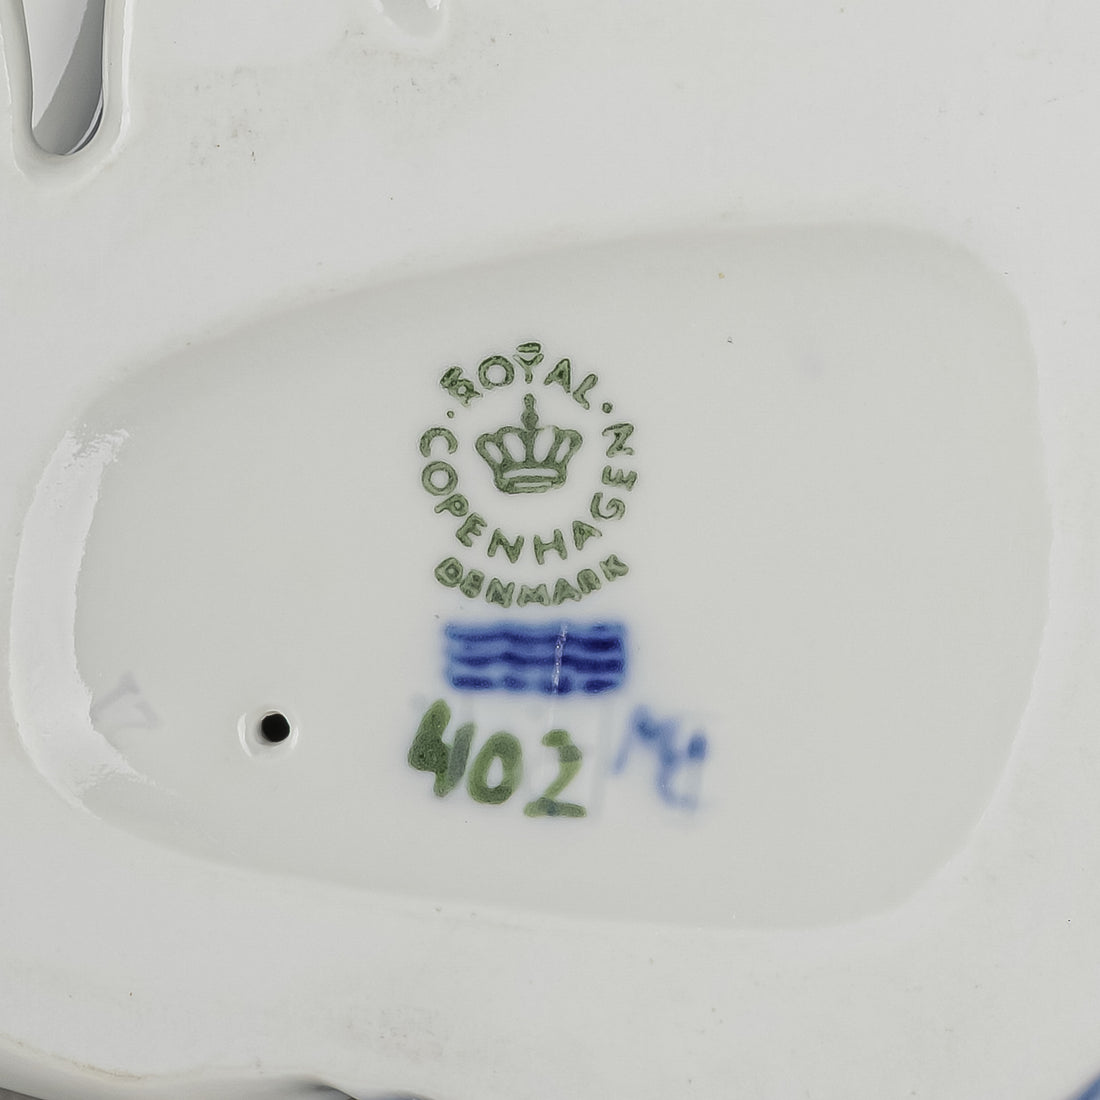 ROYAL.
COPENHAGEN
DENMARK
402